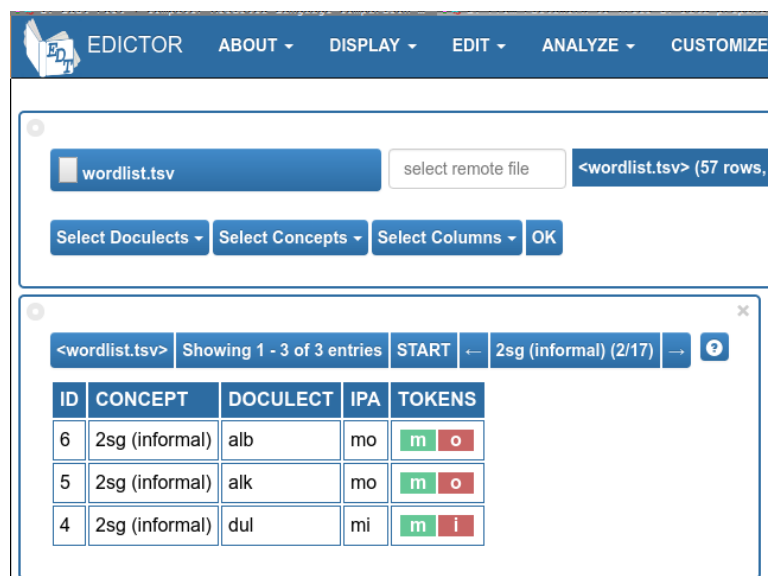 EDT EDICTOR ABOUT DISPLAY EDIT ANALYZE CUSTOMIZE
wordlist.tsv select remote file <wordlist.tsv> (57 rows,
Select Doculects Select Concepts Select Columns OK
×
<wordlist.tsv> Showing 1 - 3 of 3 entries START ← 2sg (informal) (2/17) → ?
ID CONCEPT DOCULECT IPA TOKENS
6 2sg (informal) alb mo m o
5 2sg (informal) alk mo m o
4 2sg (informal) dul mi m i